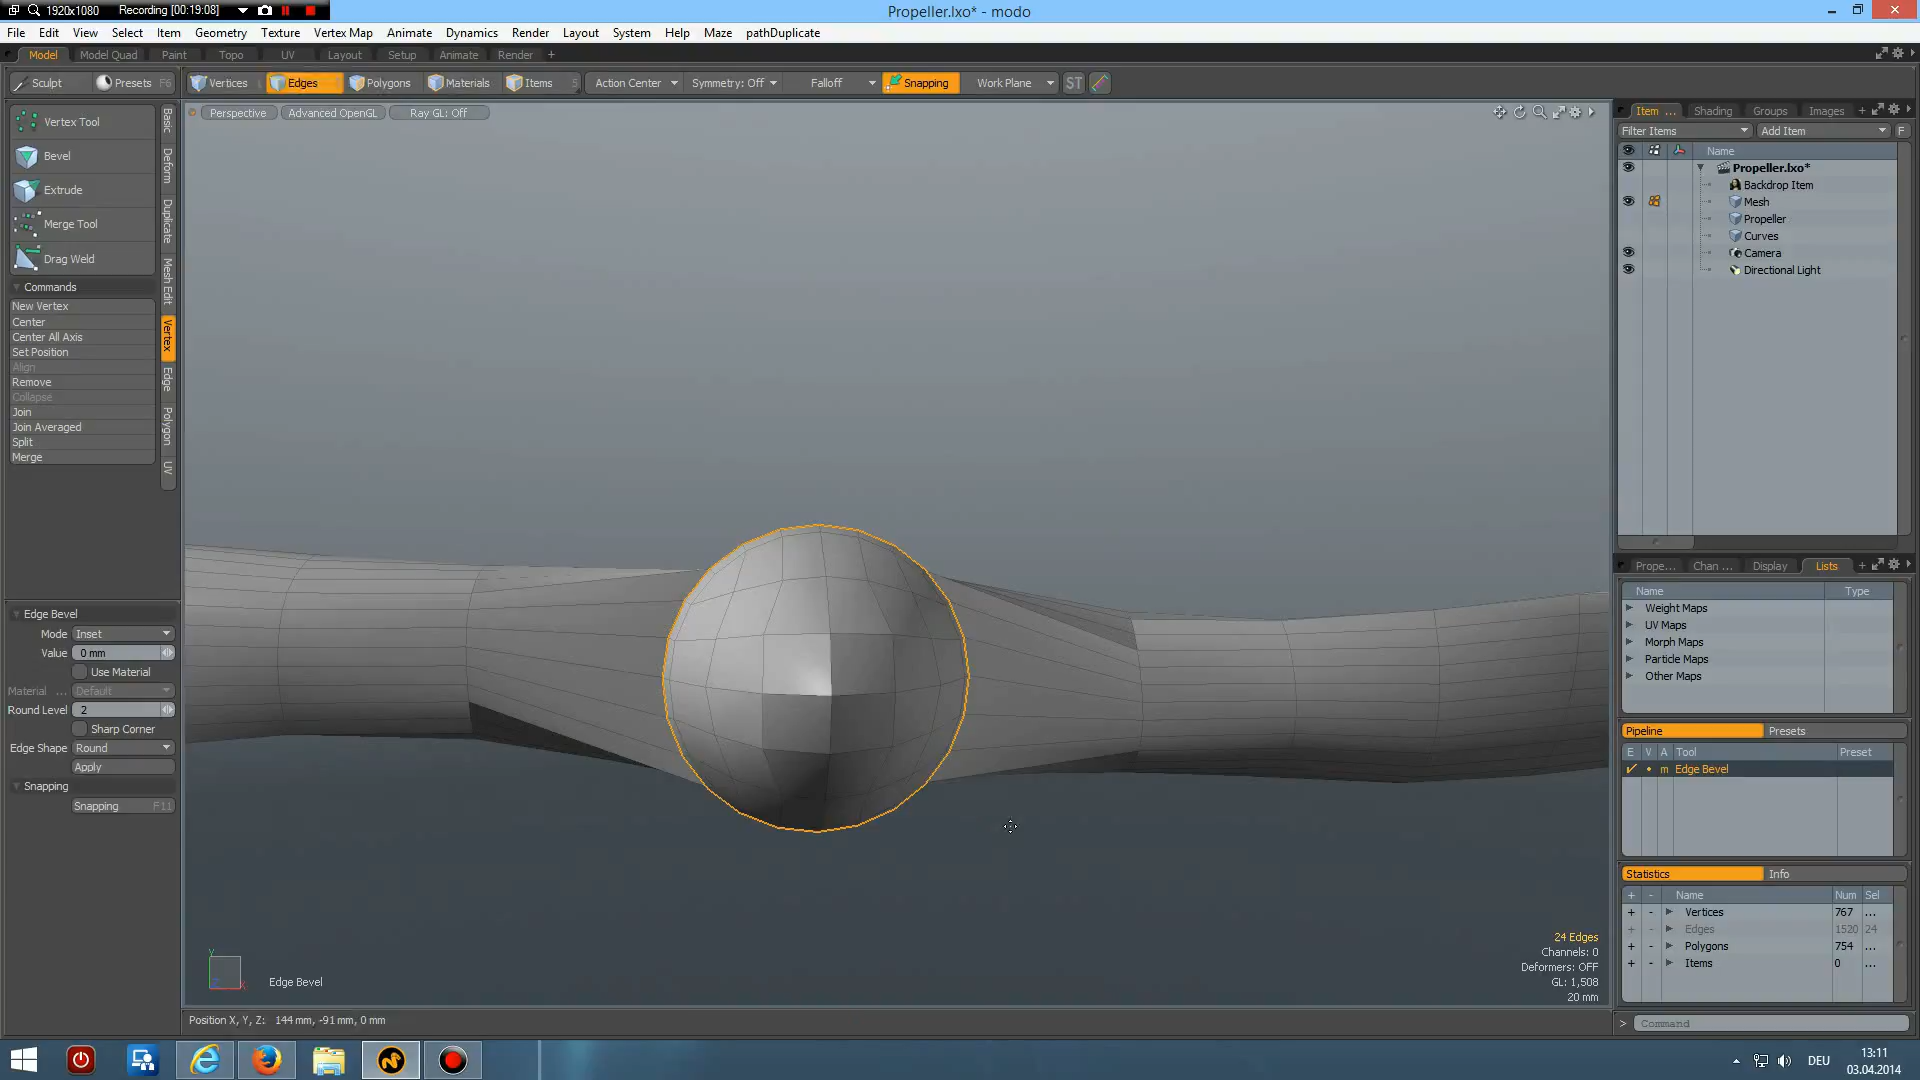 1920x1080 Recording [00:19:08]
Propeller.lxo* - modo
File Edit View Select Item Geometry Texture Vertex Map Animate Dynamics Render Layout System Help Maze pathDuplicate
Model Model Quad Paint Topo UV Layout Setup Animate Render +
Sculpt Presets F6 Vertices Edges Polygons Materials Items 5 Action Center Symmetry: Off Falloff Snapping Work Plane ST
Perspective Advanced OpenGL Ray GL: Off
Vertex Tool
Bevel
Extrude
Merge Tool
Drag Weld
Commands
New Vertex
Center
Center All Axis
Set Position
Align
Remove
Collapse
Join
Join Averaged
Split
Merge
Basic
Deform
Duplicate
Mesh Edit
Vertex
Edge
Polygon
UV
Edge Bevel
Mode Inset
Value 0 mm
Use Material
Material ... Default
Round Level 2
Sharp Corner
Edge Shape Round
Apply
Snapping
Snapping F11
Y
X
Edge Bevel
24 Edges
Channels: 0
Deformers: OFF
GL: 1,508
20 mm
Position X, Y, Z: 144 mm, -91 mm, 0 mm
Item ... Shading Groups Images +
Filter Items Add Item F
Name
Propeller.lxo*
Backdrop Item
Mesh
Propeller
Curves
Camera
Directional Light
Prope... Chan ... Display Lists +
Name Type
Weight Maps
UV Maps
Morph Maps
Particle Maps
Other Maps
Pipeline Presets
E V A Tool Preset
m Edge Bevel
Statistics Info
+ - Name Num Sel
+ - Vertices 767 ...
+ - Edges 1520 24
+ - Polygons 754 ...
+ - Items 0 ...
> Command
DEU
13:11
03.04.2014